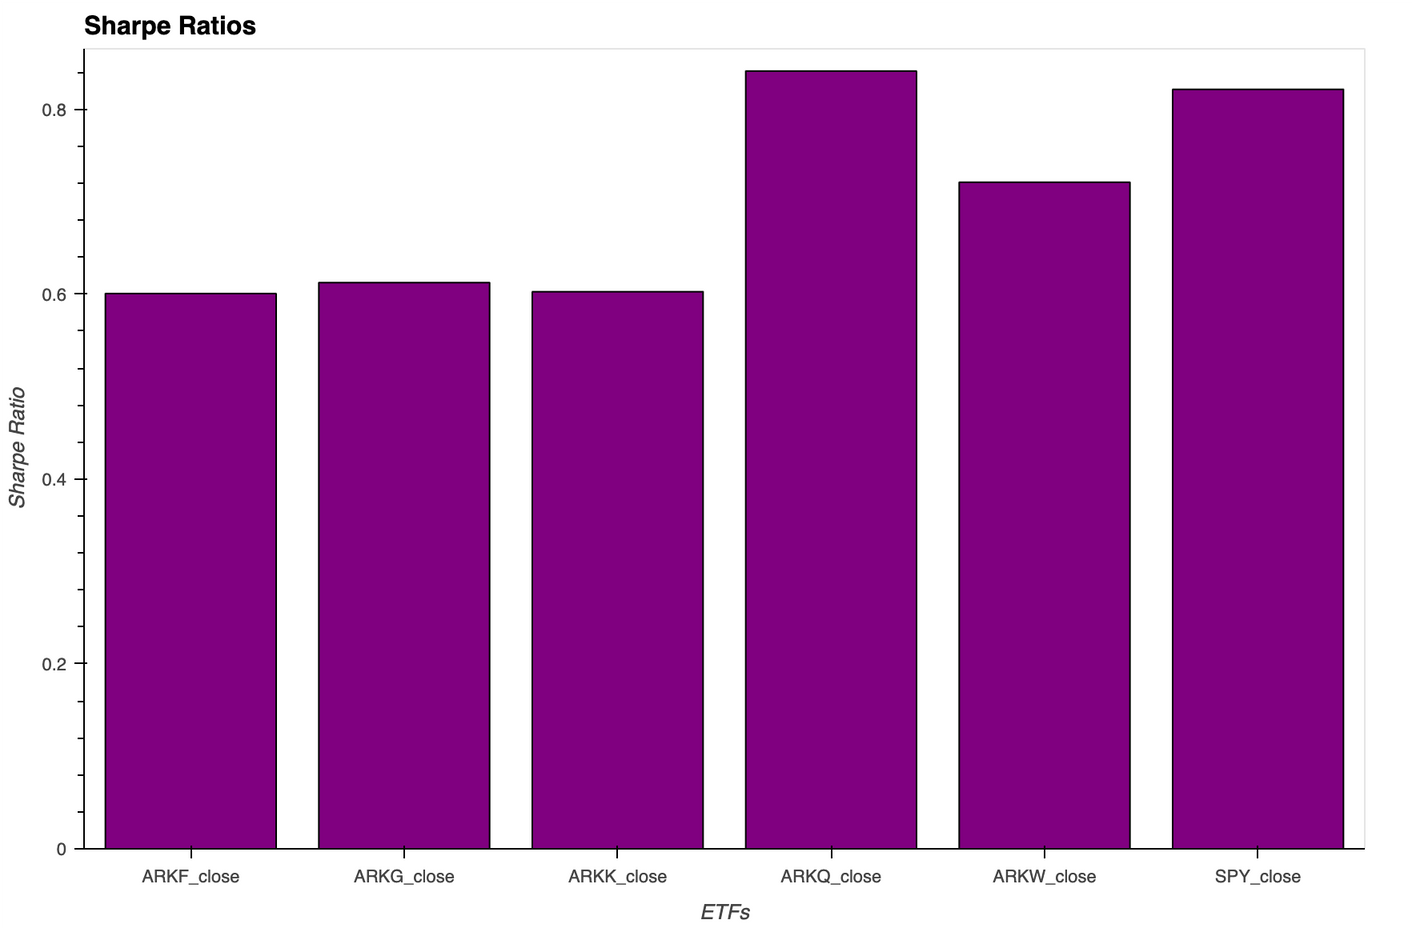 Sharpe Ratios
Sharpe Ratio
0.8
0.6
0.4
0.2
0
ARKF_close ARKG_close ARKK_close ARKQ_close ARKW_close SPY_close
ETFs